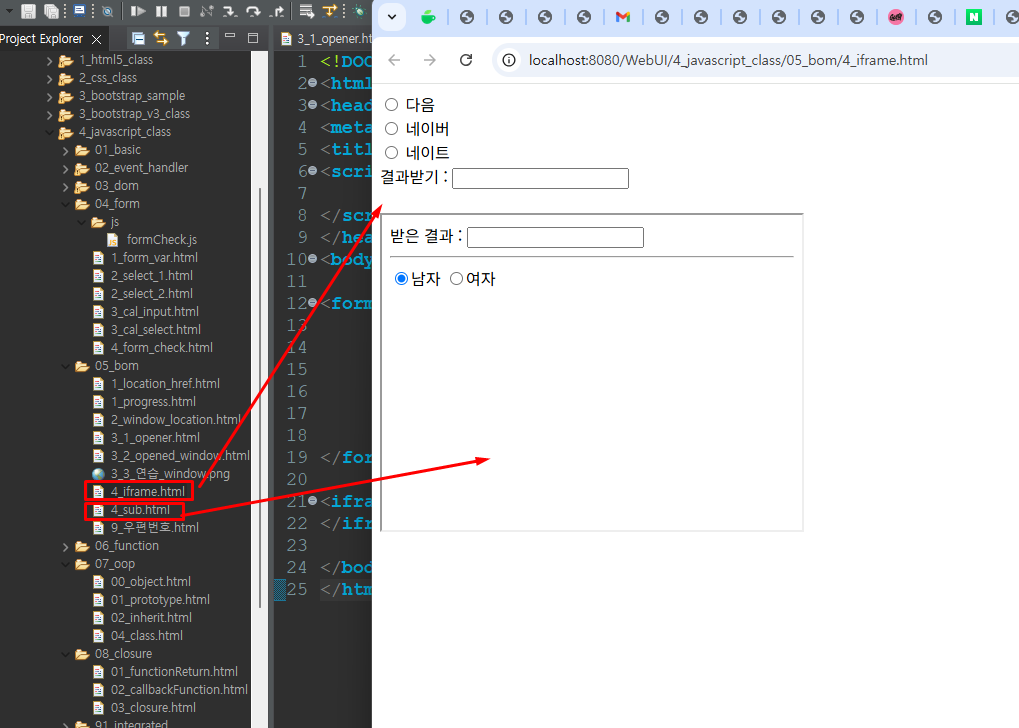 Project Explorer
1_html5_class
2_css_class
3_bootstrap_sample
3_bootstrap_v3_class
4_javascript_class
01_basic
02_event_handler
03_dom
04_form
js
formCheck.js
1_form_var.html
2_select_1.html
2_select_2.html
3_cal_input.html
3_cal_select.html
4_form_check.html
05_bom
1_location_href.html
1_progress.html
2_window_location.html
3_1_opener.html
3_2_opened_window.html
3_3_연습_window.png
4_iframe.html
4_sub.html
9_우편번호.html
06_function
07_oop
00_object.html
01_prototype.html
02_inherit.html
04_class.html
08_closure
01_functionReturn.html
02_callbackFunction.html
03_closure.html
91_integrated
3_1_opener.ht
1 <!DOC
2 <html
3 <head
4 <meta
5 <titl
6 <scri
7
8 </scr
9 </hea
10 <body
11
12 <form
13
14
15
16
17
18
19 </for
20
21 <ifra
22 </ifr
23
24 </bod
25 </htm
N
localhost:8080/WebUI/4_javascript_class/05_bom/4_iframe.html
다음
네이버
네이트
결과받기 :
받은 결과 :
남자 여자